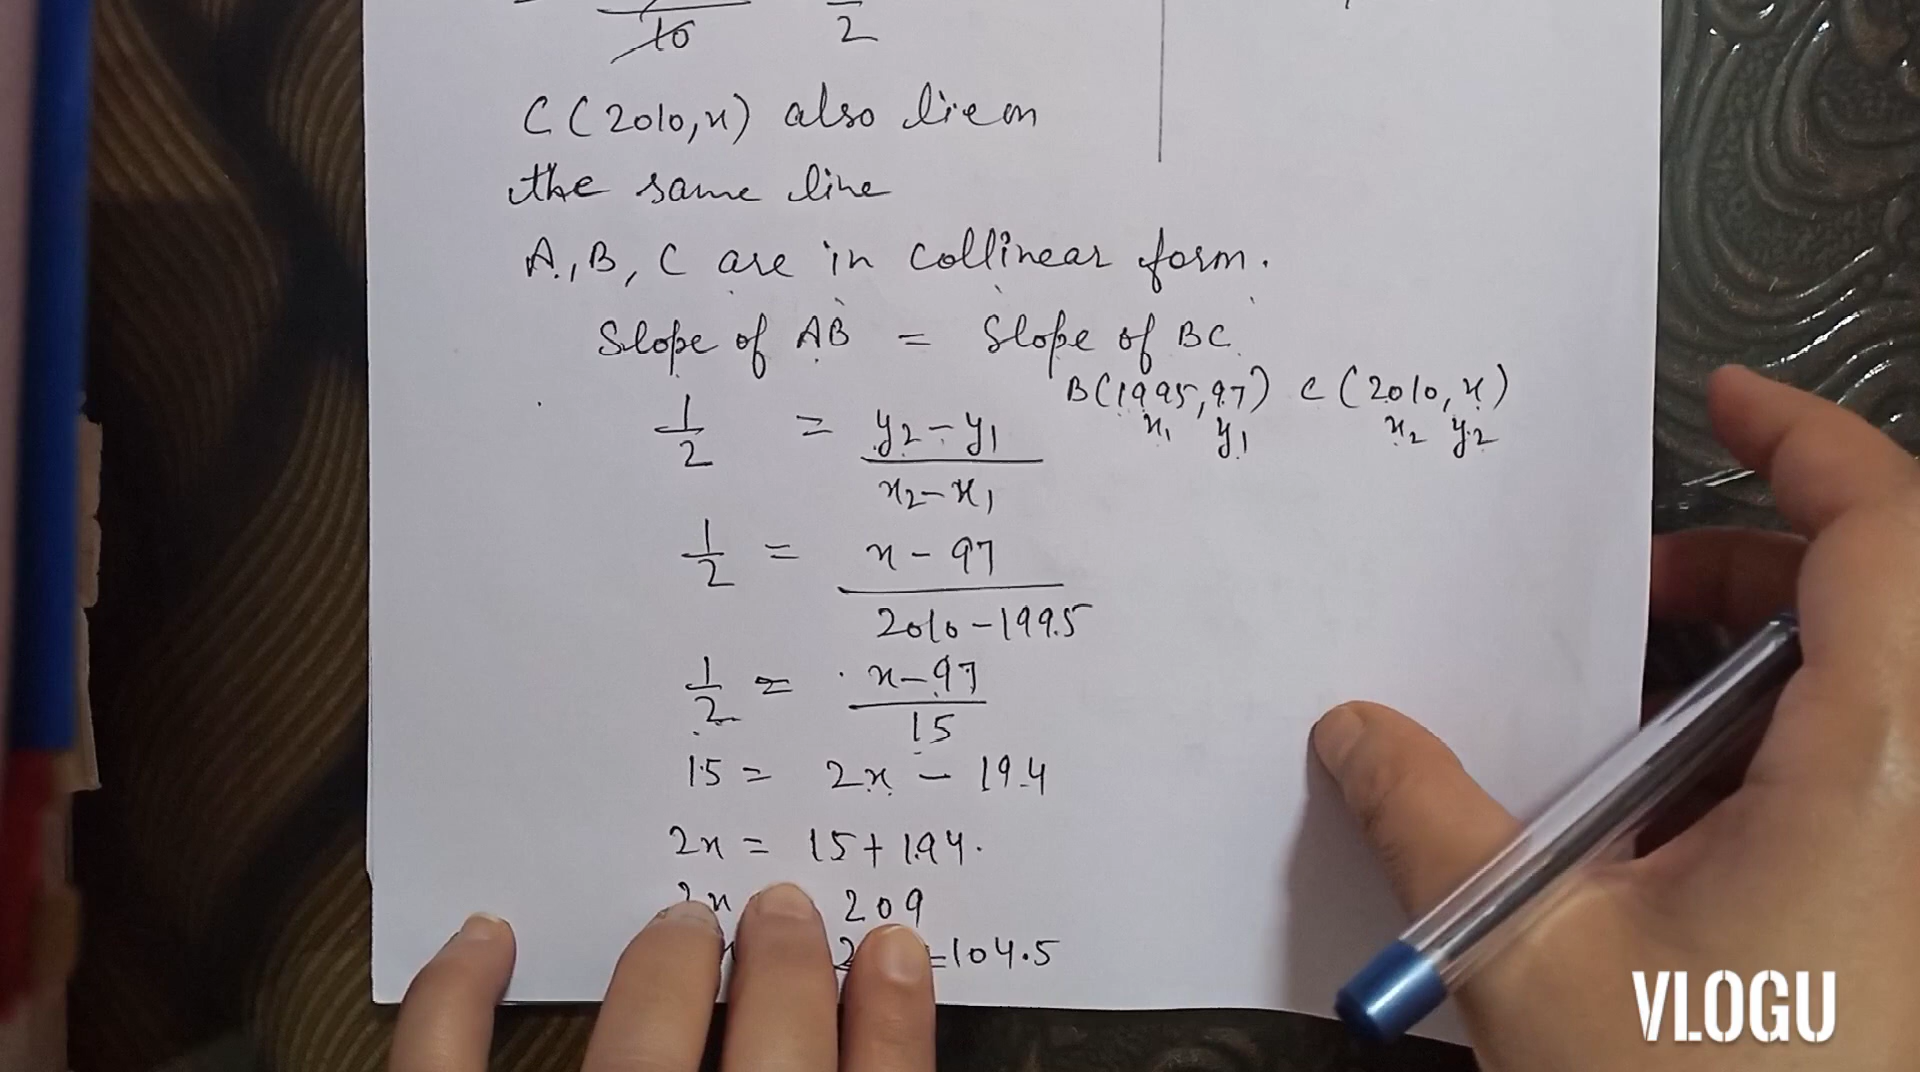 10 2
C (2010, x) also lie on
the same line
A, B, C are in collinear form.
Slope of AB = Slope of BC
B(1995, 97) C (2010, x)
1/2 = y2 - y1 / x2 - x1
x1 y1 x2 y2
1/2 = x - 97 / 2010 - 1995
1/2 = x - 97 / 15
15 = 2x - 194
2x = 15 + 194.
2x 209
=104.5
VLOGU